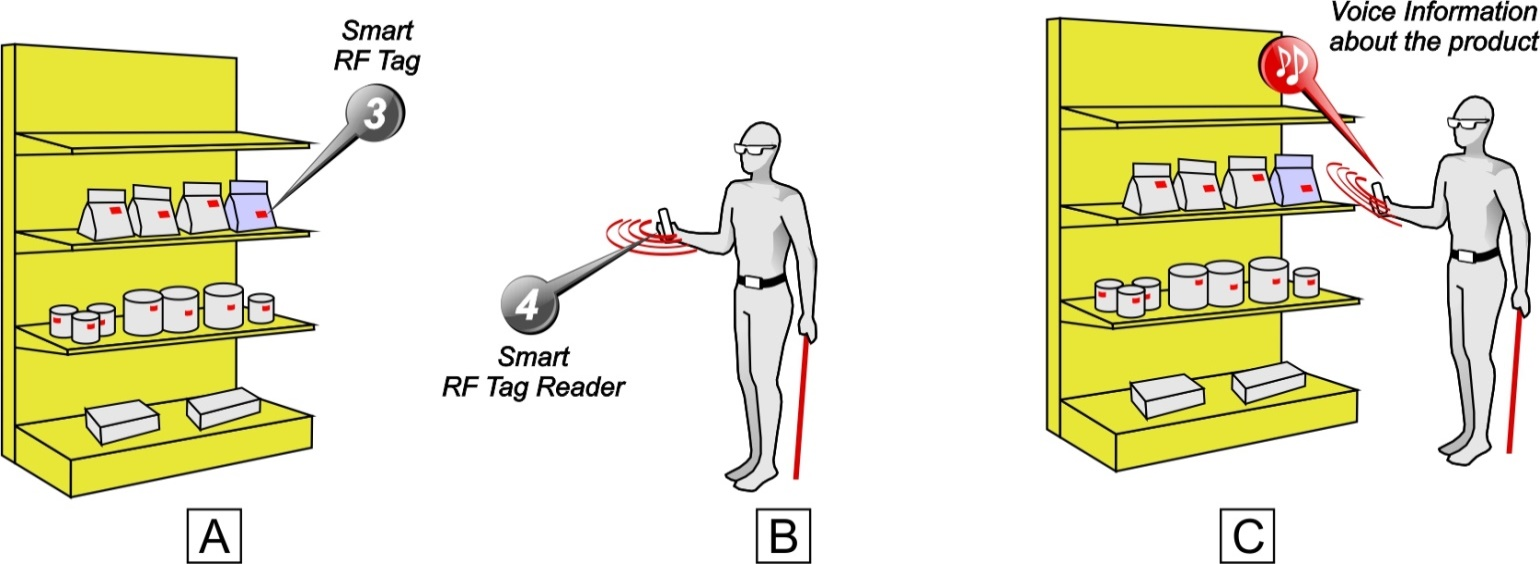 Smart
RF Tag
3
4
Smart
RF Tag Reader
Voice Information
about the product
A
B
C